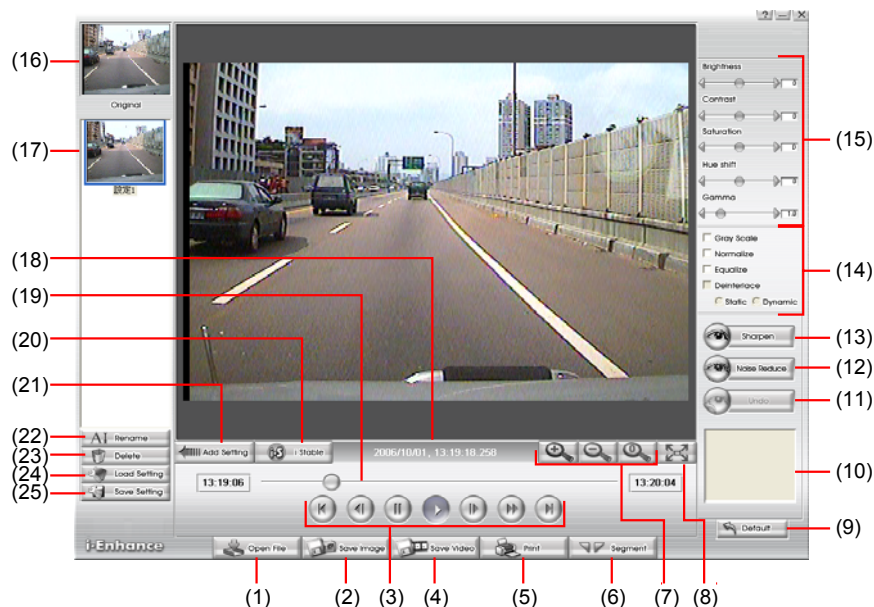 ? – X
(16)
Original
(17)
設定1
Brightness
0
Contrast
0
Saturation
0
Hue shift
0
Gamma
1.0
(15)
Gray Scale
Normalize
Equalize
Deinterlace
Static Dynamic
(14)
(18)
(19)
(20)
(21)
Sharpen
(13)
Noise Reduce
(12)
Undo
(11)
(22) AI Rename
(23) Delete
(24) Load Setting
(25) Save Setting
Add Setting
i Stable
2006/10/01, 13:19:18.258
(10)
13:19:06
13:20:04
Default
(9)
i-Enhance
Open File
Save Image
Save Video
Print
Segment
(1) (2) (3) (4) (5) (6) (7) (8)